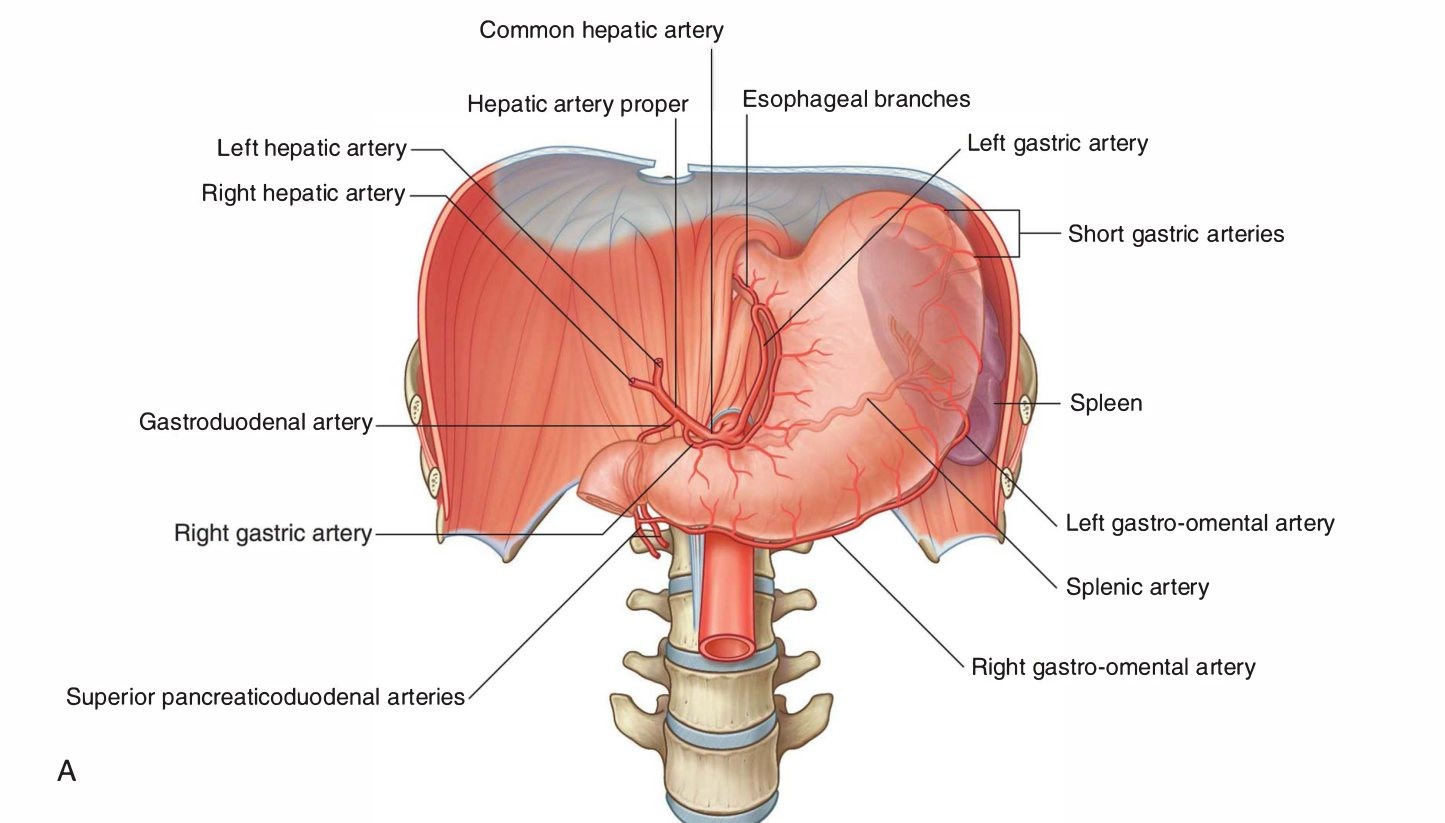 Common hepatic artery
Hepatic artery proper
Esophageal branches
Left hepatic artery
Left gastric artery
Right hepatic artery
Short gastric arteries
Spleen
Gastroduodenal artery
Left gastro-omental artery
Right gastric artery
Splenic artery
Right gastro-omental artery
Superior pancreaticoduodenal arteries
A